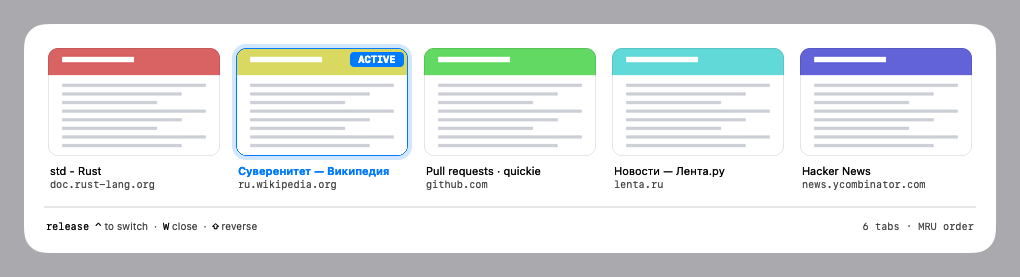 ACTIVE
std - Rust
doc.rust-lang.org
Суверенитет — Википедия
ru.wikipedia.org
Pull requests · quickie
github.com
Новости — Лента.ру
lenta.ru
Hacker News
news.ycombinator.com
release ^ to switch · W close · ⇧ reverse
6 tabs · MRU order